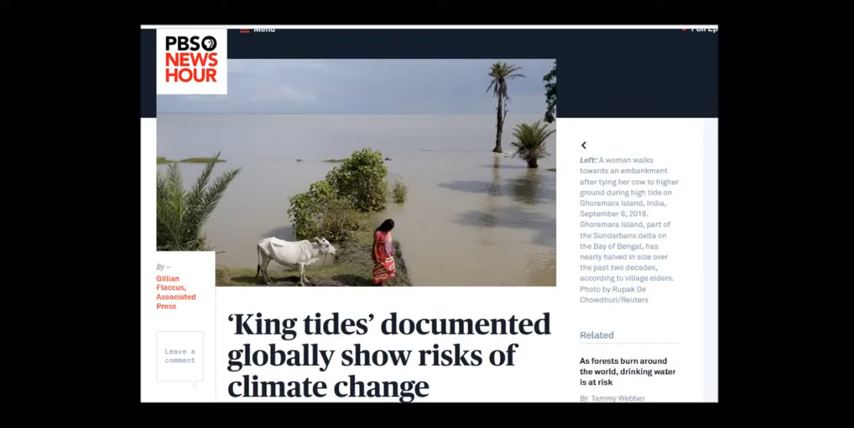 Menu
PBS
NEWS
HOUR
Left: A woman walks
towards an embankment
after tying her cow to higher
ground during high tide on
Ghoramara Island, India,
September 8, 2018.
Ghoramara Island, part of
the Sundarbans delta on
the Bay of Bengal, has
nearly halved in size over
the past two decades,
according to village elders.
Photo by Rupak De
Chowdhuri/Reuters
By –
Gillian
Flaccus,
Associated
Press
Leave a
comment
‘King tides’ documented
globally show risks of
climate change
Related
As forests burn around
the world, drinking water
is at risk
By Tammy Webber